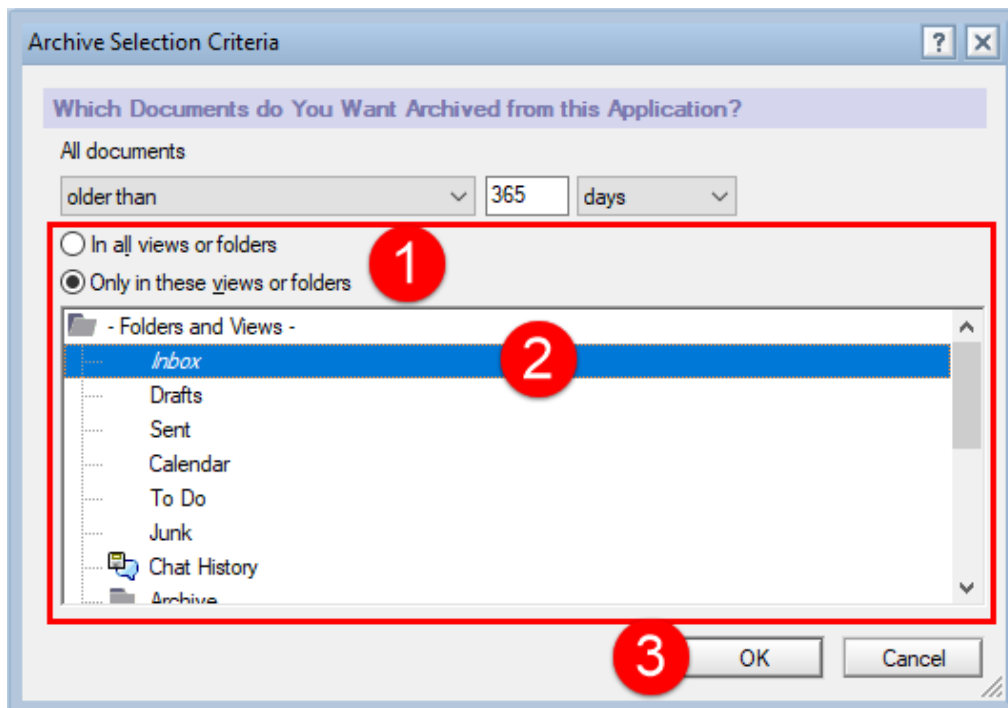 Archive Selection Criteria
? X
Which Documents do You Want Archived from this Application?
All documents
older than 365 days
In all views or folders
1
Only in these views or folders
- Folders and Views -
Inbox
2
Drafts
Sent
Calendar
To Do
Junk
Chat History
Archive
3 OK Cancel